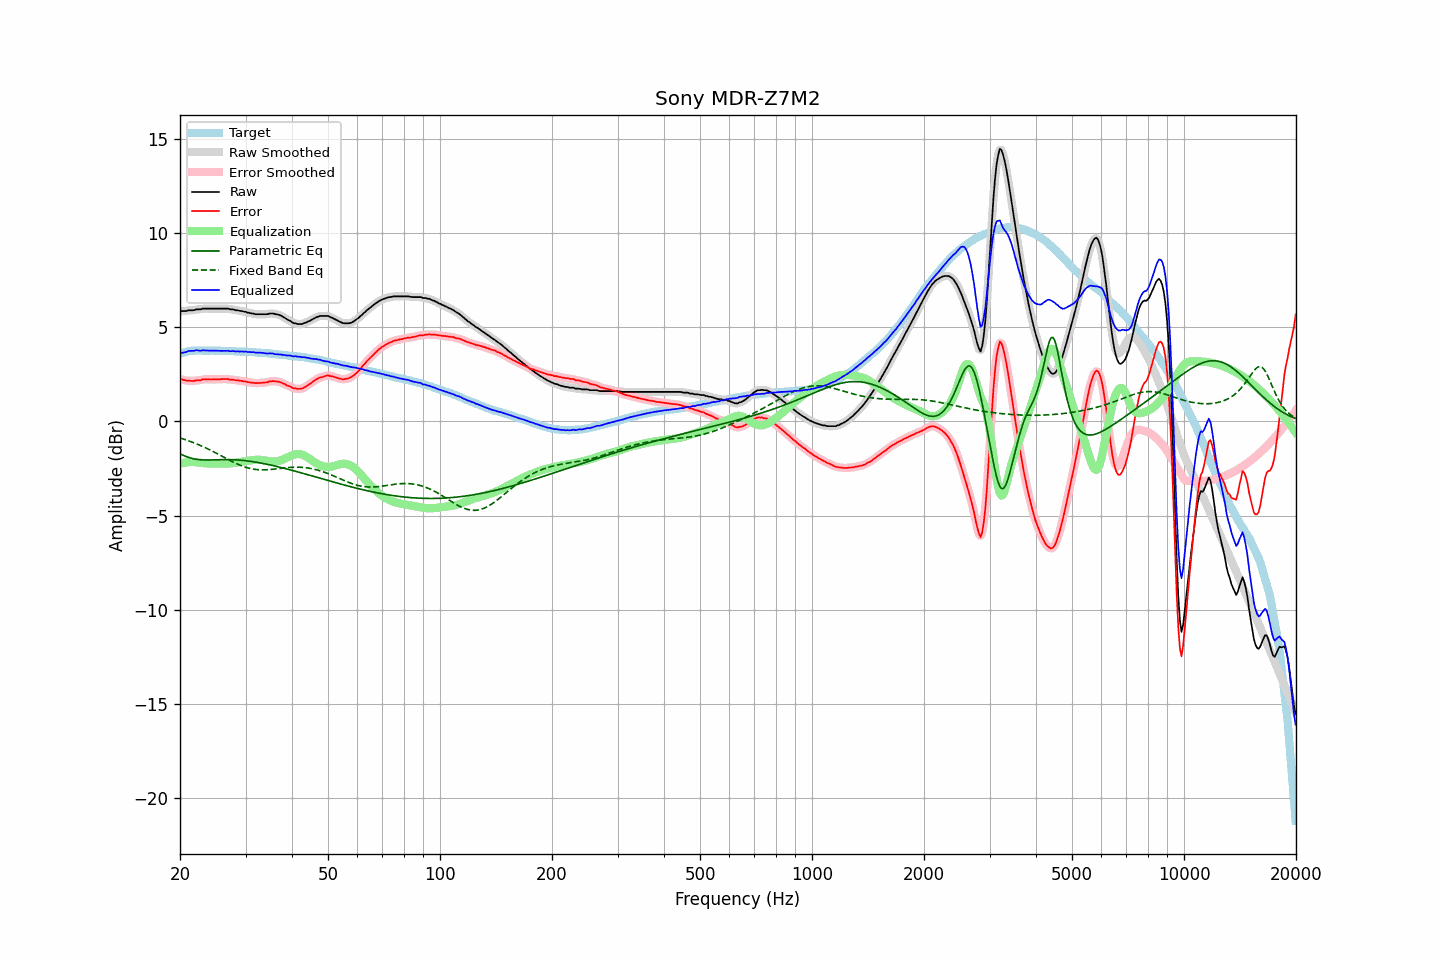 Sony MDR-Z7M2
Target
Raw Smoothed
Error Smoothed
Raw
Error
Equalization
Parametric Eq
Fixed Band Eq
Equalized
15
10
5
0
−5
−10
−15
−20
Amplitude (dBr)
20
50
100
200
500
1000
2000
5000
10000
20000
Frequency (Hz)